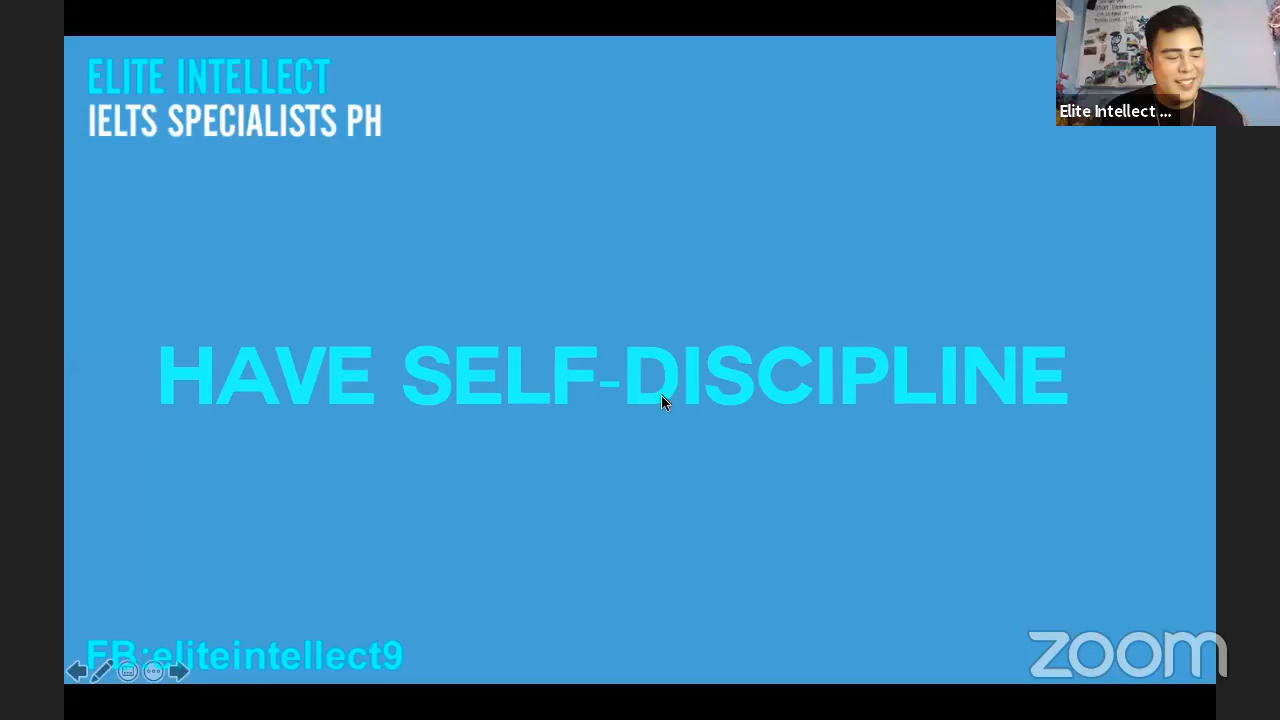 ELITE INTELLECT
IELTS SPECIALISTS PH
Elite Intellect ...
HAVE SELF-DISCIPLINE
FB:eliteintellect9
zoom